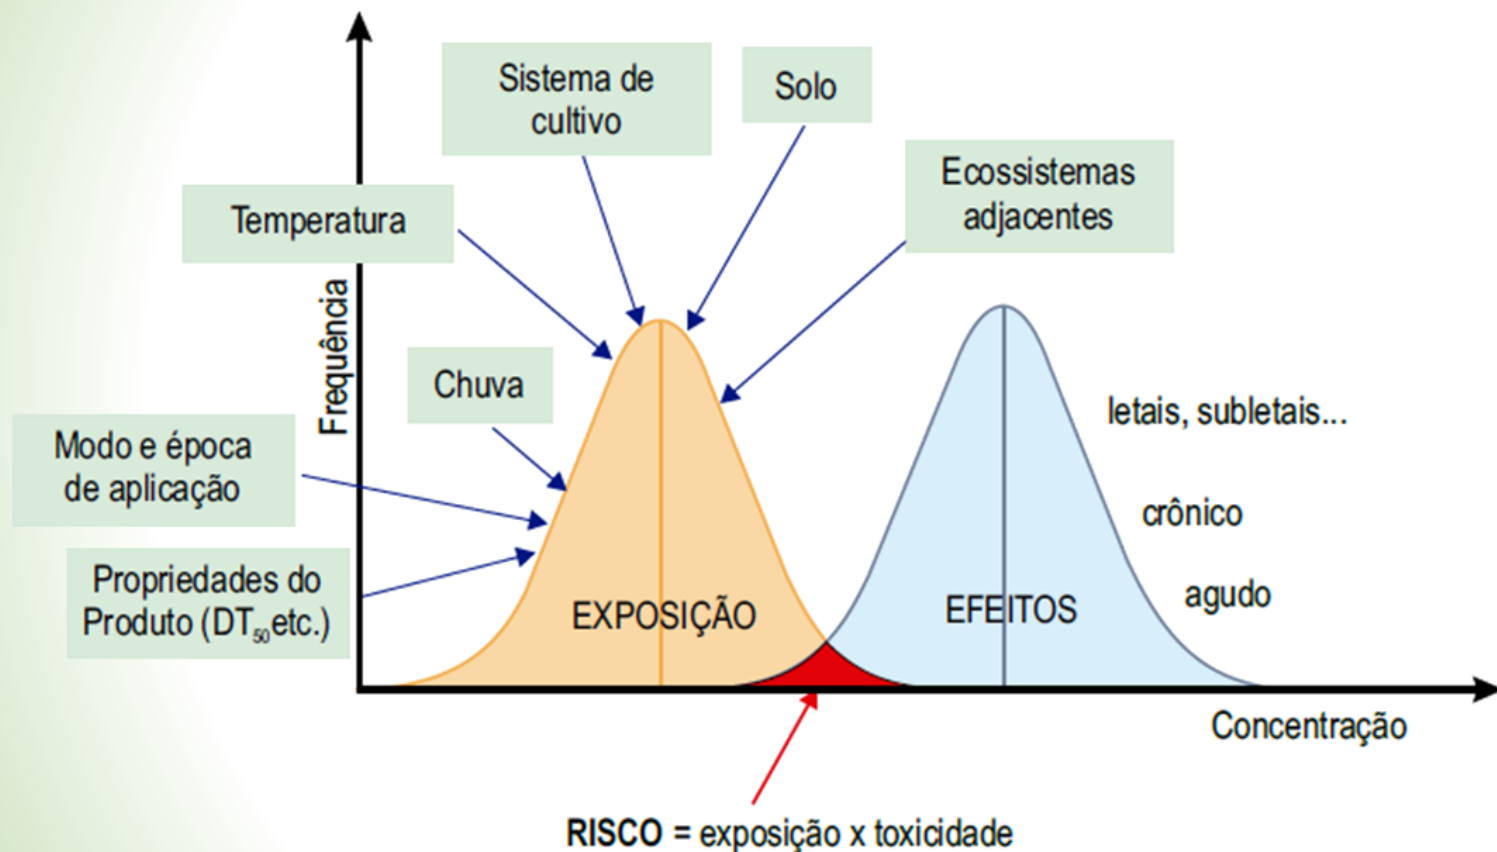 Sistema de
cultivo
Solo
Ecossistemas
adjacentes
Temperatura
Frequência
Chuva
letais, subletais...
Modo e época
de aplicação
crônico
Propriedades do
Produto (DT₅₀etc.)
EXPOSIÇÃO
EFEITOS
agudo
Concentração
RISCO = exposição x toxicidade